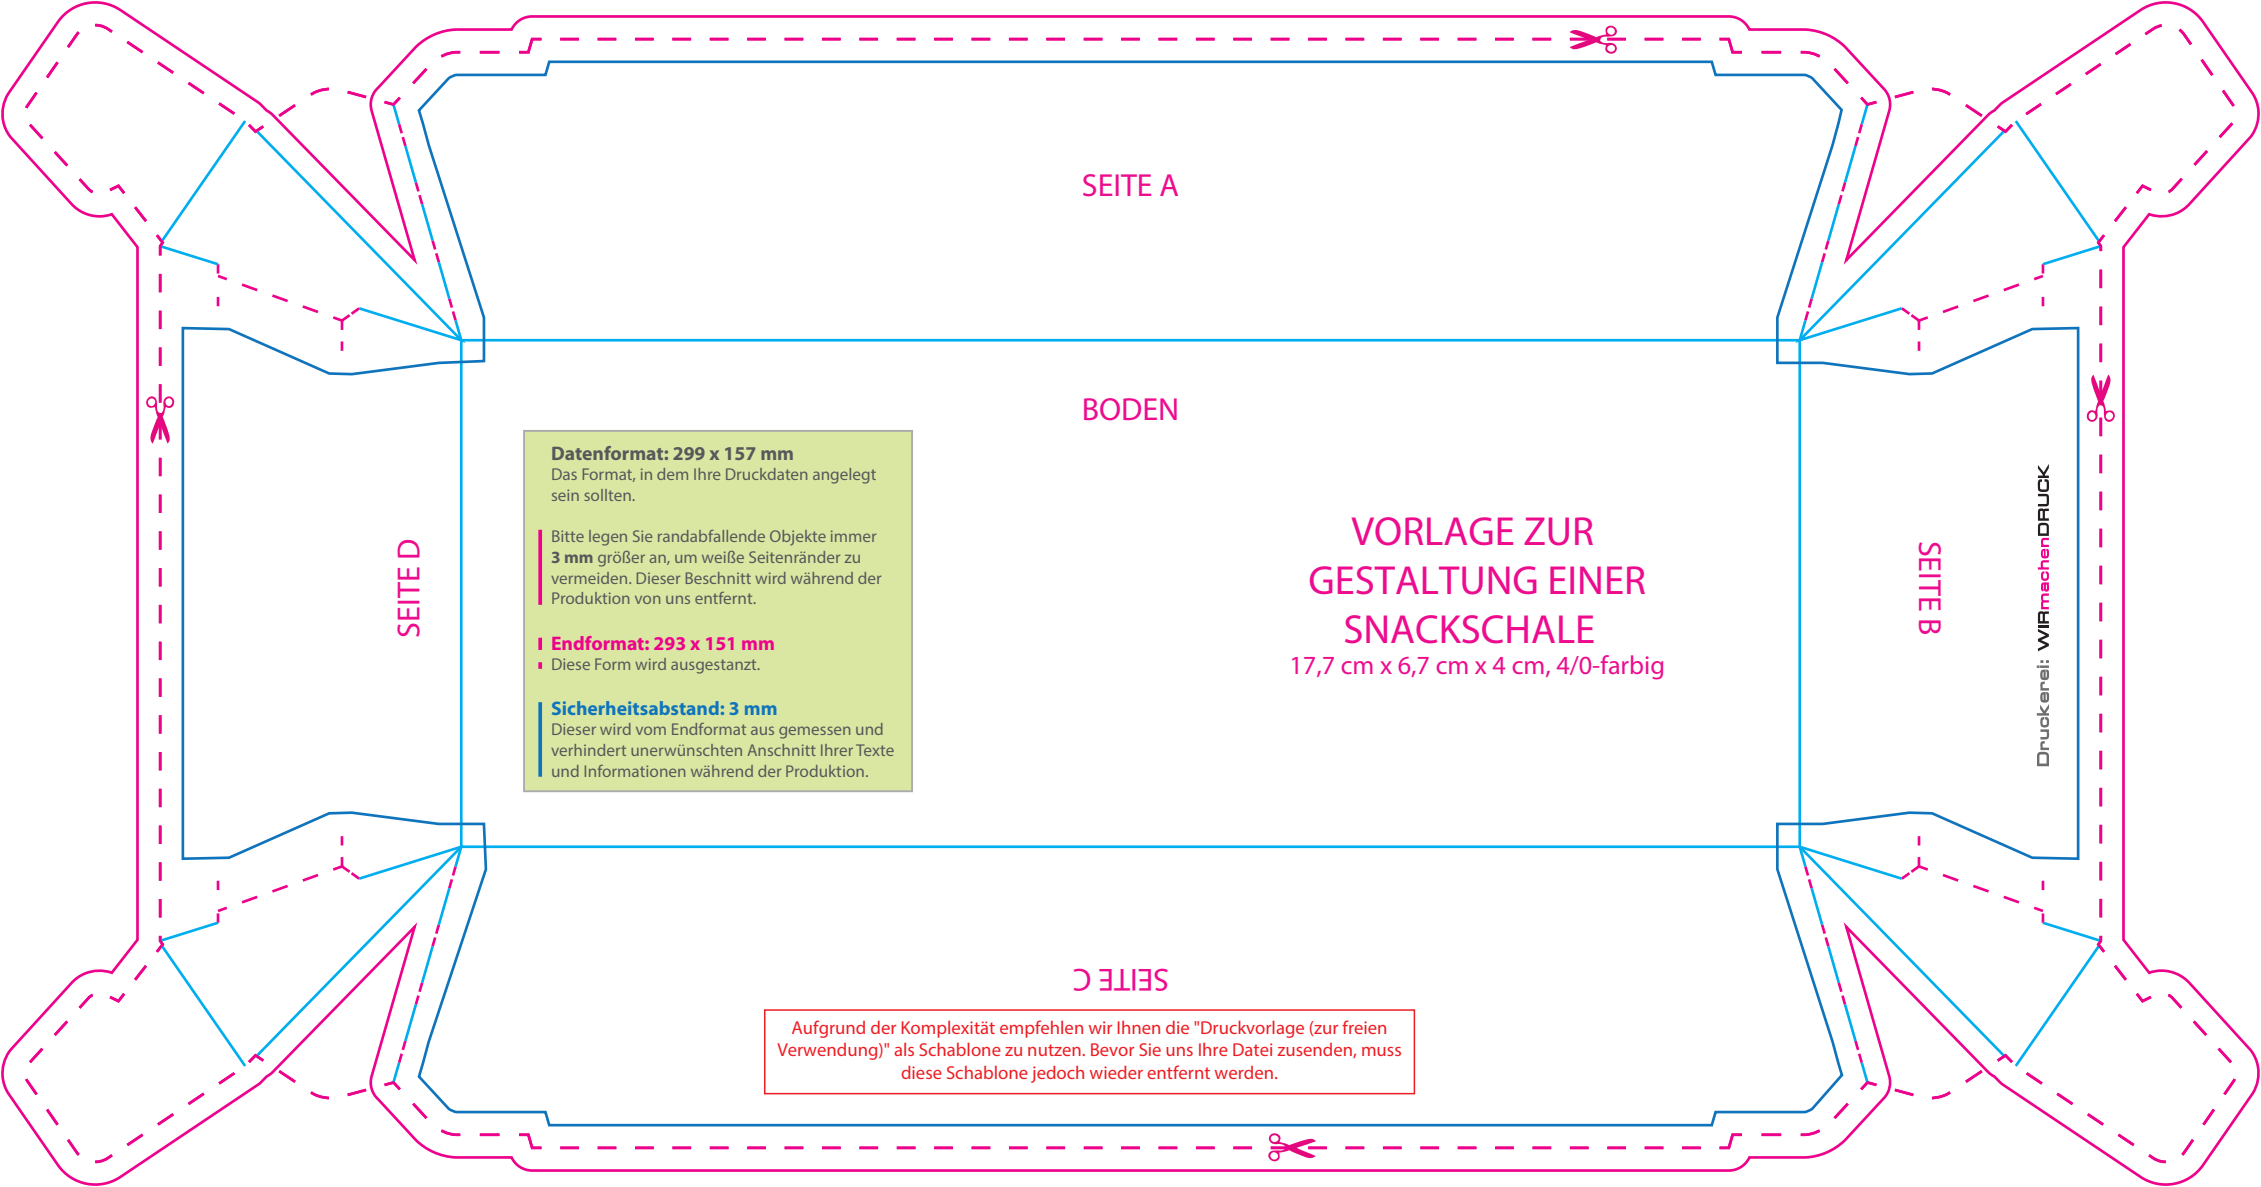 SEITE A
BODEN
Datenformat: 299 x 157 mm
Das Format, in dem Ihre Druckdaten angelegt
sein sollten.
Bitte legen Sie randabfallende Objekte immer
3 mm größer an, um weiße Seitenränder zu
vermeiden. Dieser Beschnitt wird während der
Produktion von uns entfernt.
Endformat: 293 x 151 mm
Diese Form wird ausgestanzt.
Sicherheitsabstand: 3 mm
Dieser wird vom Endformat aus gemessen und
verhindert unerwünschten Anschnitt Ihrer Texte
und Informationen während der Produktion.
SEITE D
VORLAGE ZUR
GESTALTUNG EINER
SNACKSCHALE
17,7 cm x 6,7 cm x 4 cm, 4/0-farbig
SEITE B
Druckerei: WIRmachenDRUCK
SEITE C
Aufgrund der Komplexität empfehlen wir Ihnen die "Druckvorlage (zur freien
Verwendung)" als Schablone zu nutzen. Bevor Sie uns Ihre Datei zusenden, muss
diese Schablone jedoch wieder entfernt werden.